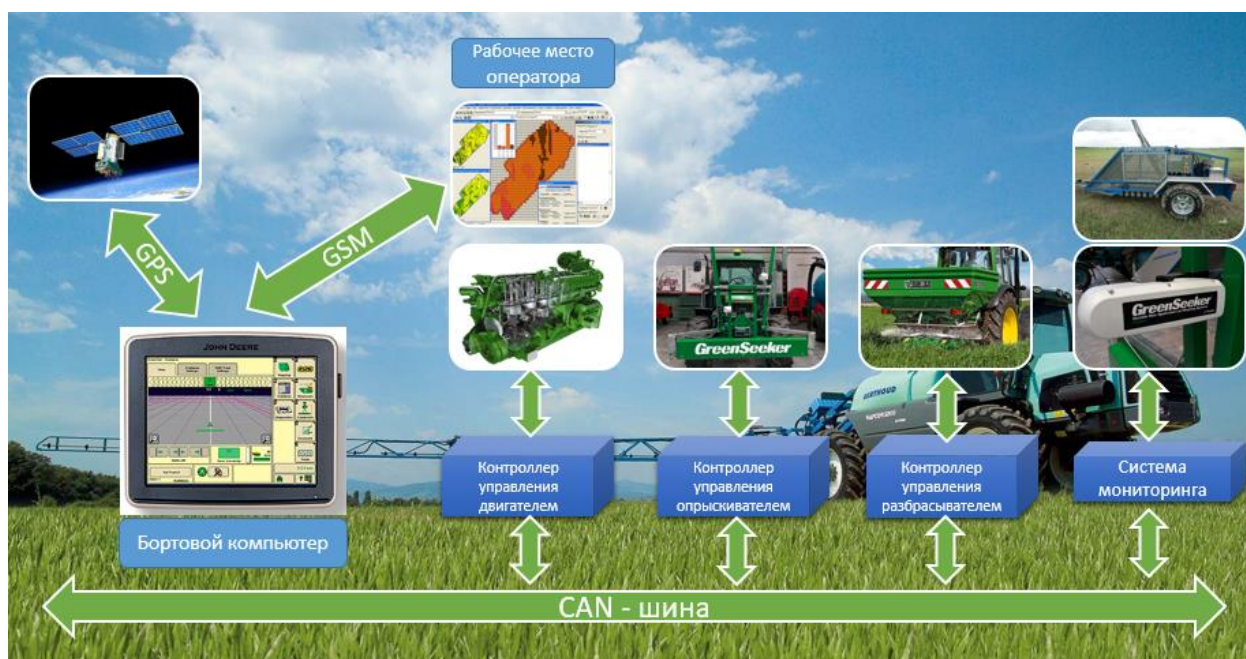 Рабочее место
оператора
GPS
GSM
JOHN DEERE
GreenSeeker
GreenSeeker
BERTHOUD
Контроллер
управления
двигателем
Контроллер
управления
опрыскивателем
Контроллер
управления
разбрасывателем
Система
мониторинга
Бортовой компьютер
CAN - шина